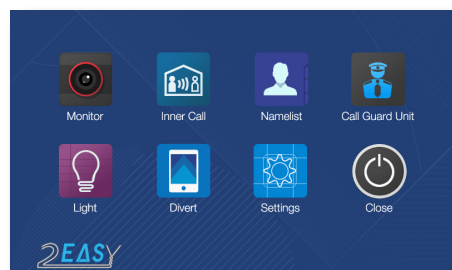 Monitor
Inner Call
Namelist
Call Guard Unit
Light
Divert
Settings
Close
2EASY